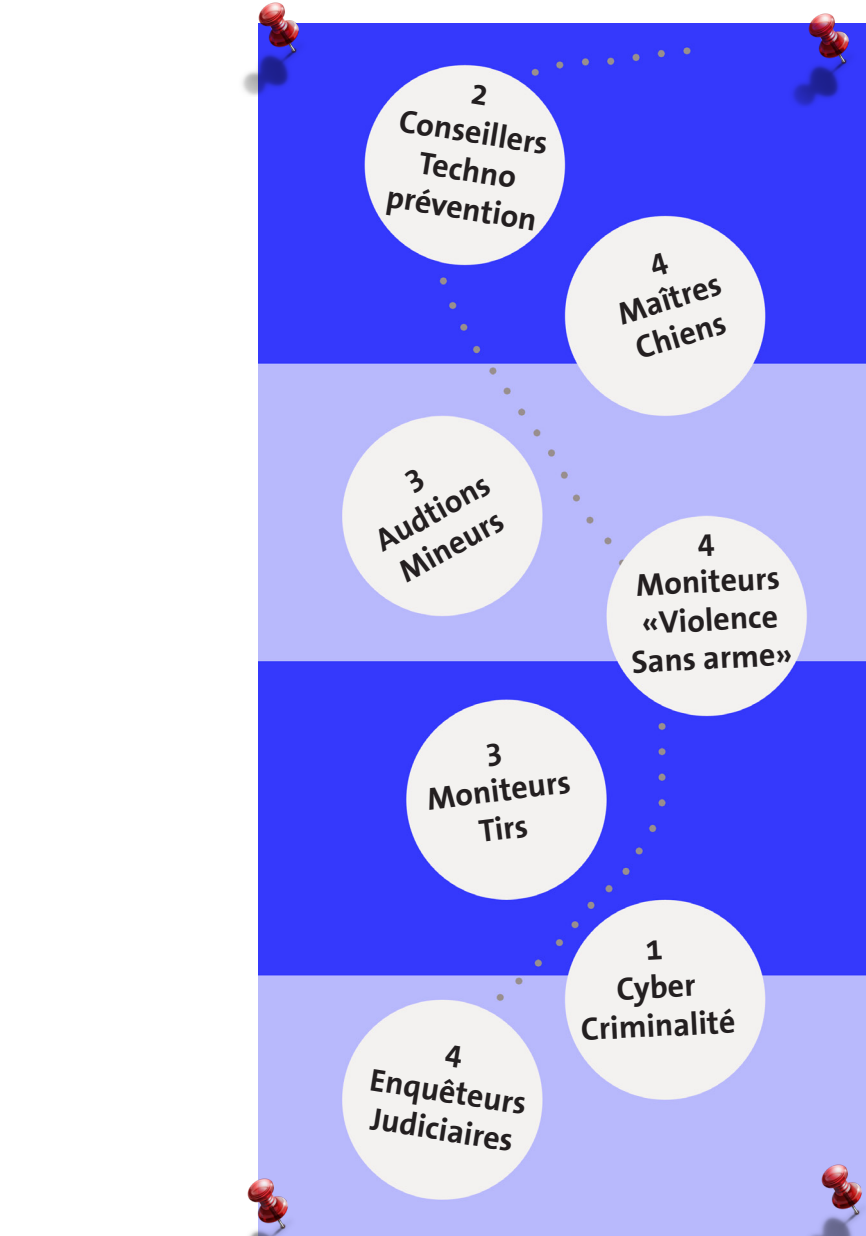 2
Conseillers
Techno
prévention
4
Maîtres
Chiens
3
Audtions
Mineurs
4
Moniteurs
«Violence
Sans arme»
3
Moniteurs
Tirs
1
Cyber
Criminalité
4
Enquêteurs
Judiciaires